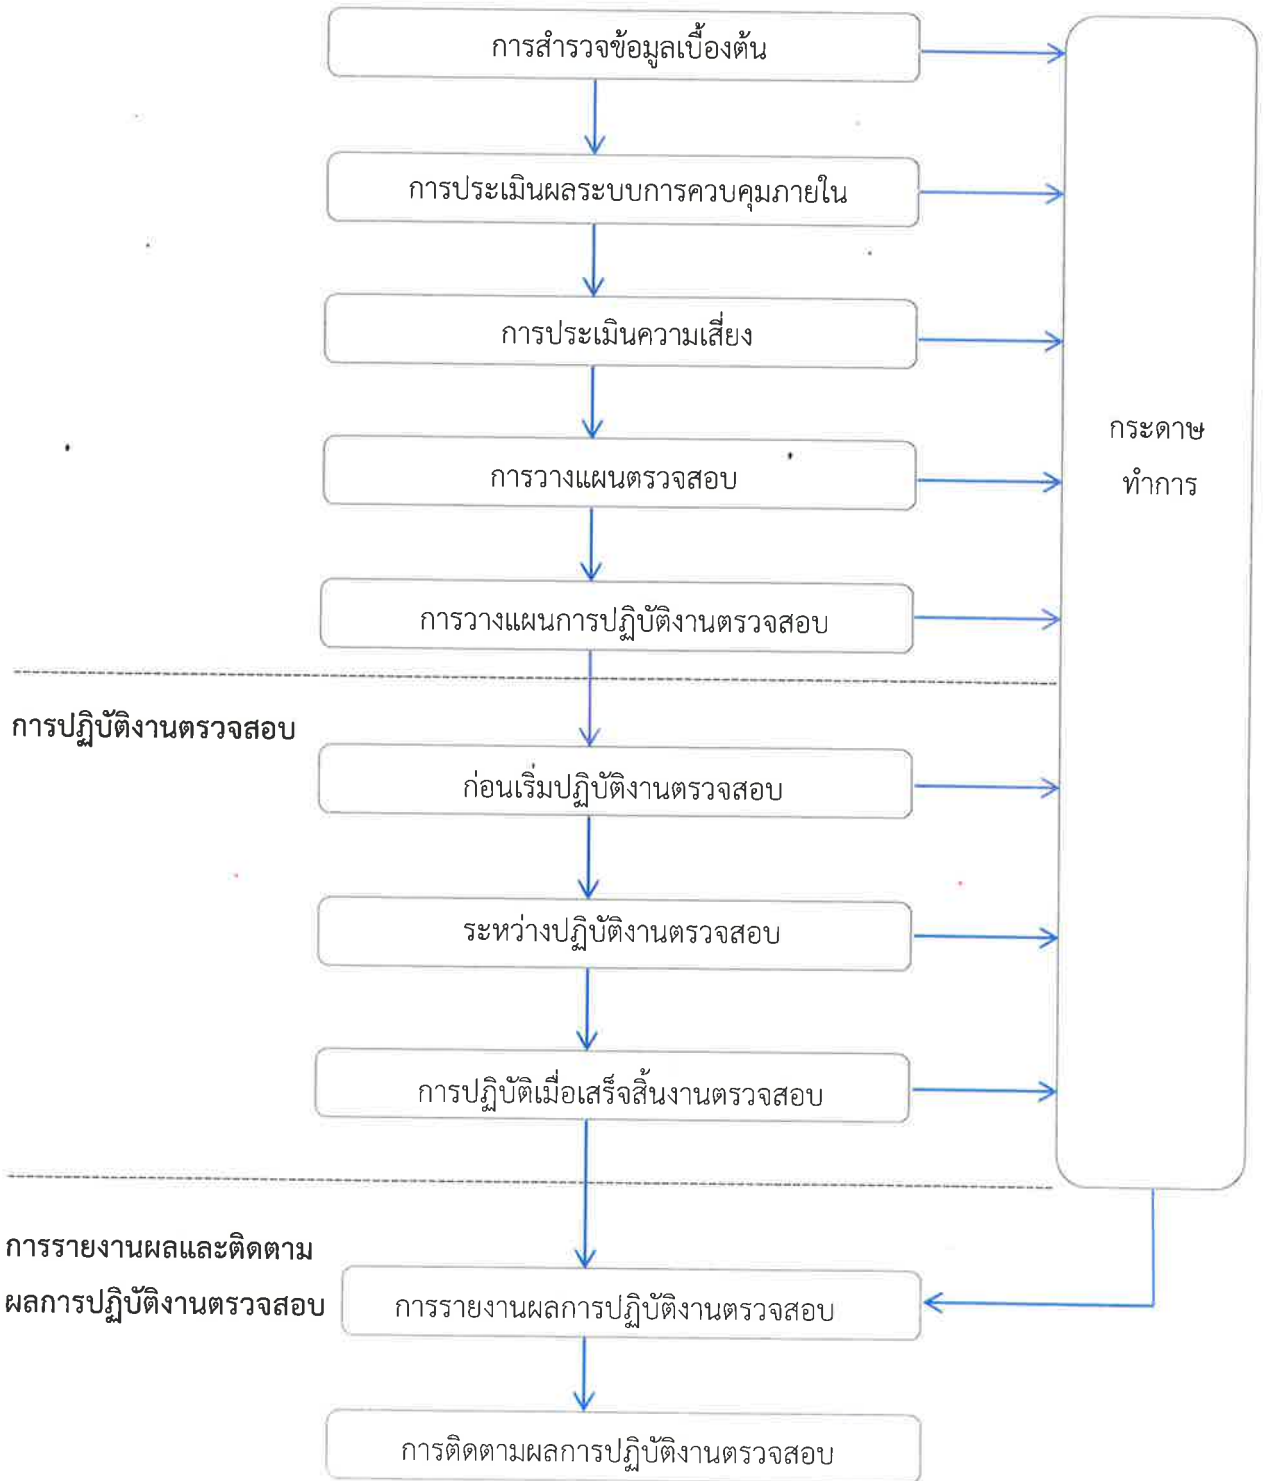 การสำรวจข้อมูลเบื้องต้น
การประเมินผลระบบการควบคุมภายใน
การประเมินความเสี่ยง
กระดาษ
ทำการ
การวางแผนตรวจสอบ
การวางแผนการปฏิบัติงานตรวจสอบ
การปฏิบัติงานตรวจสอบ
ก่อนเริ่มปฏิบัติงานตรวจสอบ
ระหว่างปฏิบัติงานตรวจสอบ
การปฏิบัติเมื่อเสร็จสิ้นงานตรวจสอบ
การรายงานผลและติดตาม
ผลการปฏิบัติงานตรวจสอบ
การรายงานผลการปฏิบัติงานตรวจสอบ
การติดตามผลการปฏิบัติงานตรวจสอบ